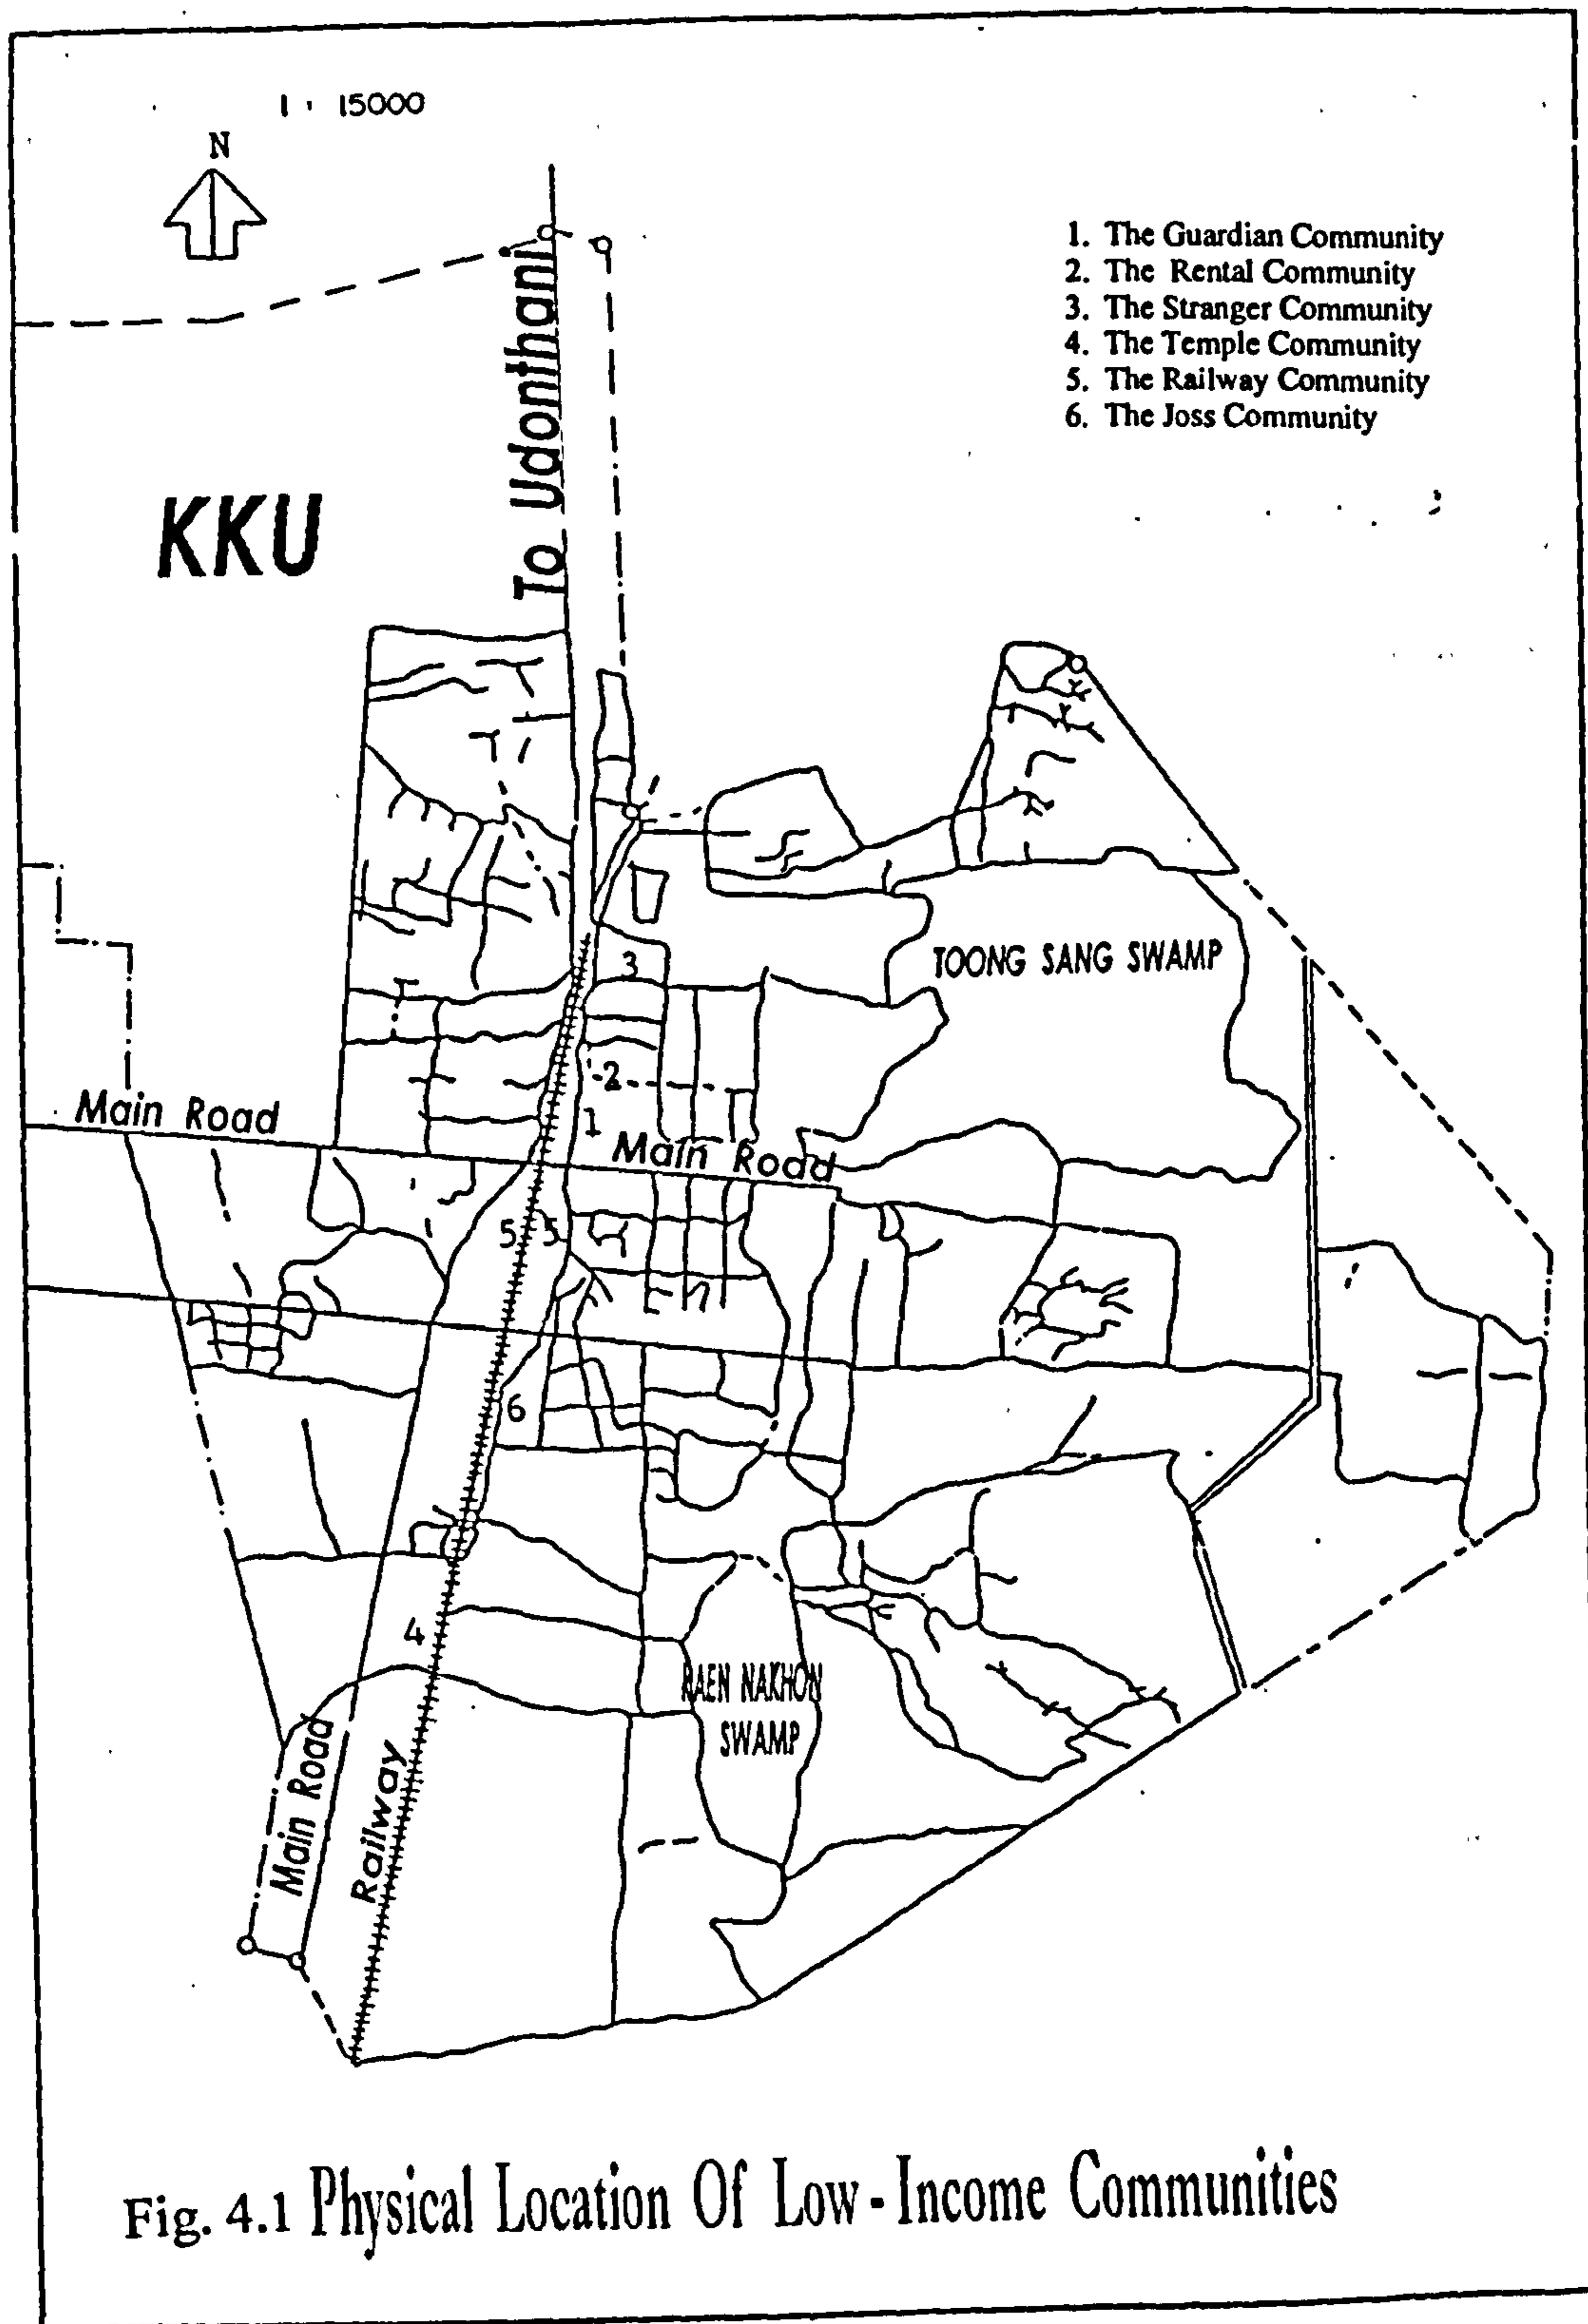 1 : 15000
N
1. The Guardian Community
2. The Rental Community
3. The Stranger Community
4. The Temple Community
5. The Railway Community
6. The Joss Community
To Udonthani
KKU
TOONG SANG SWAMP
3
2
1
Main Road
Main Road
5 5
6
4
NAEN NAKHON
SWAMP
Main Road
Railway
Fig. 4.1 Physical Location Of Low-Income Communities